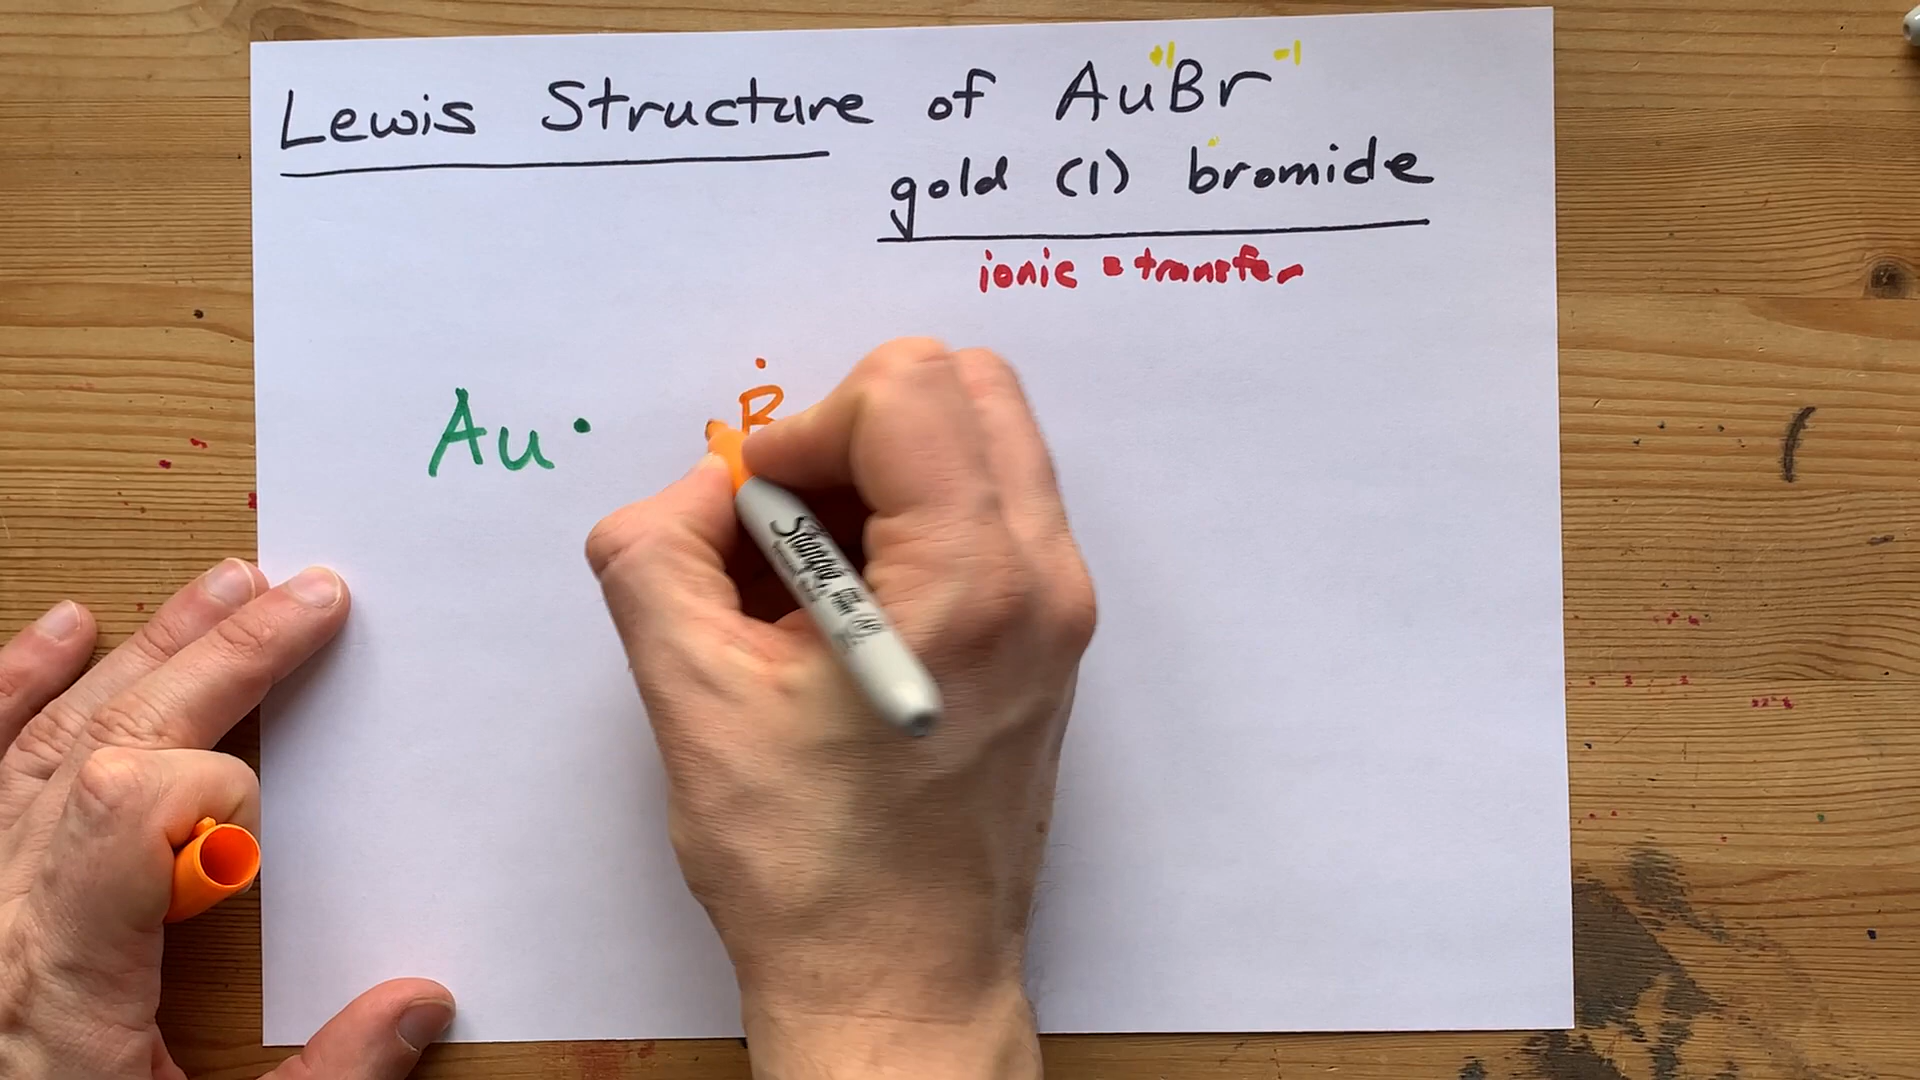 Lewis Structure of AuBr
+1 -1
gold (1) bromide
ionic = transfer
Au B
Sharpie